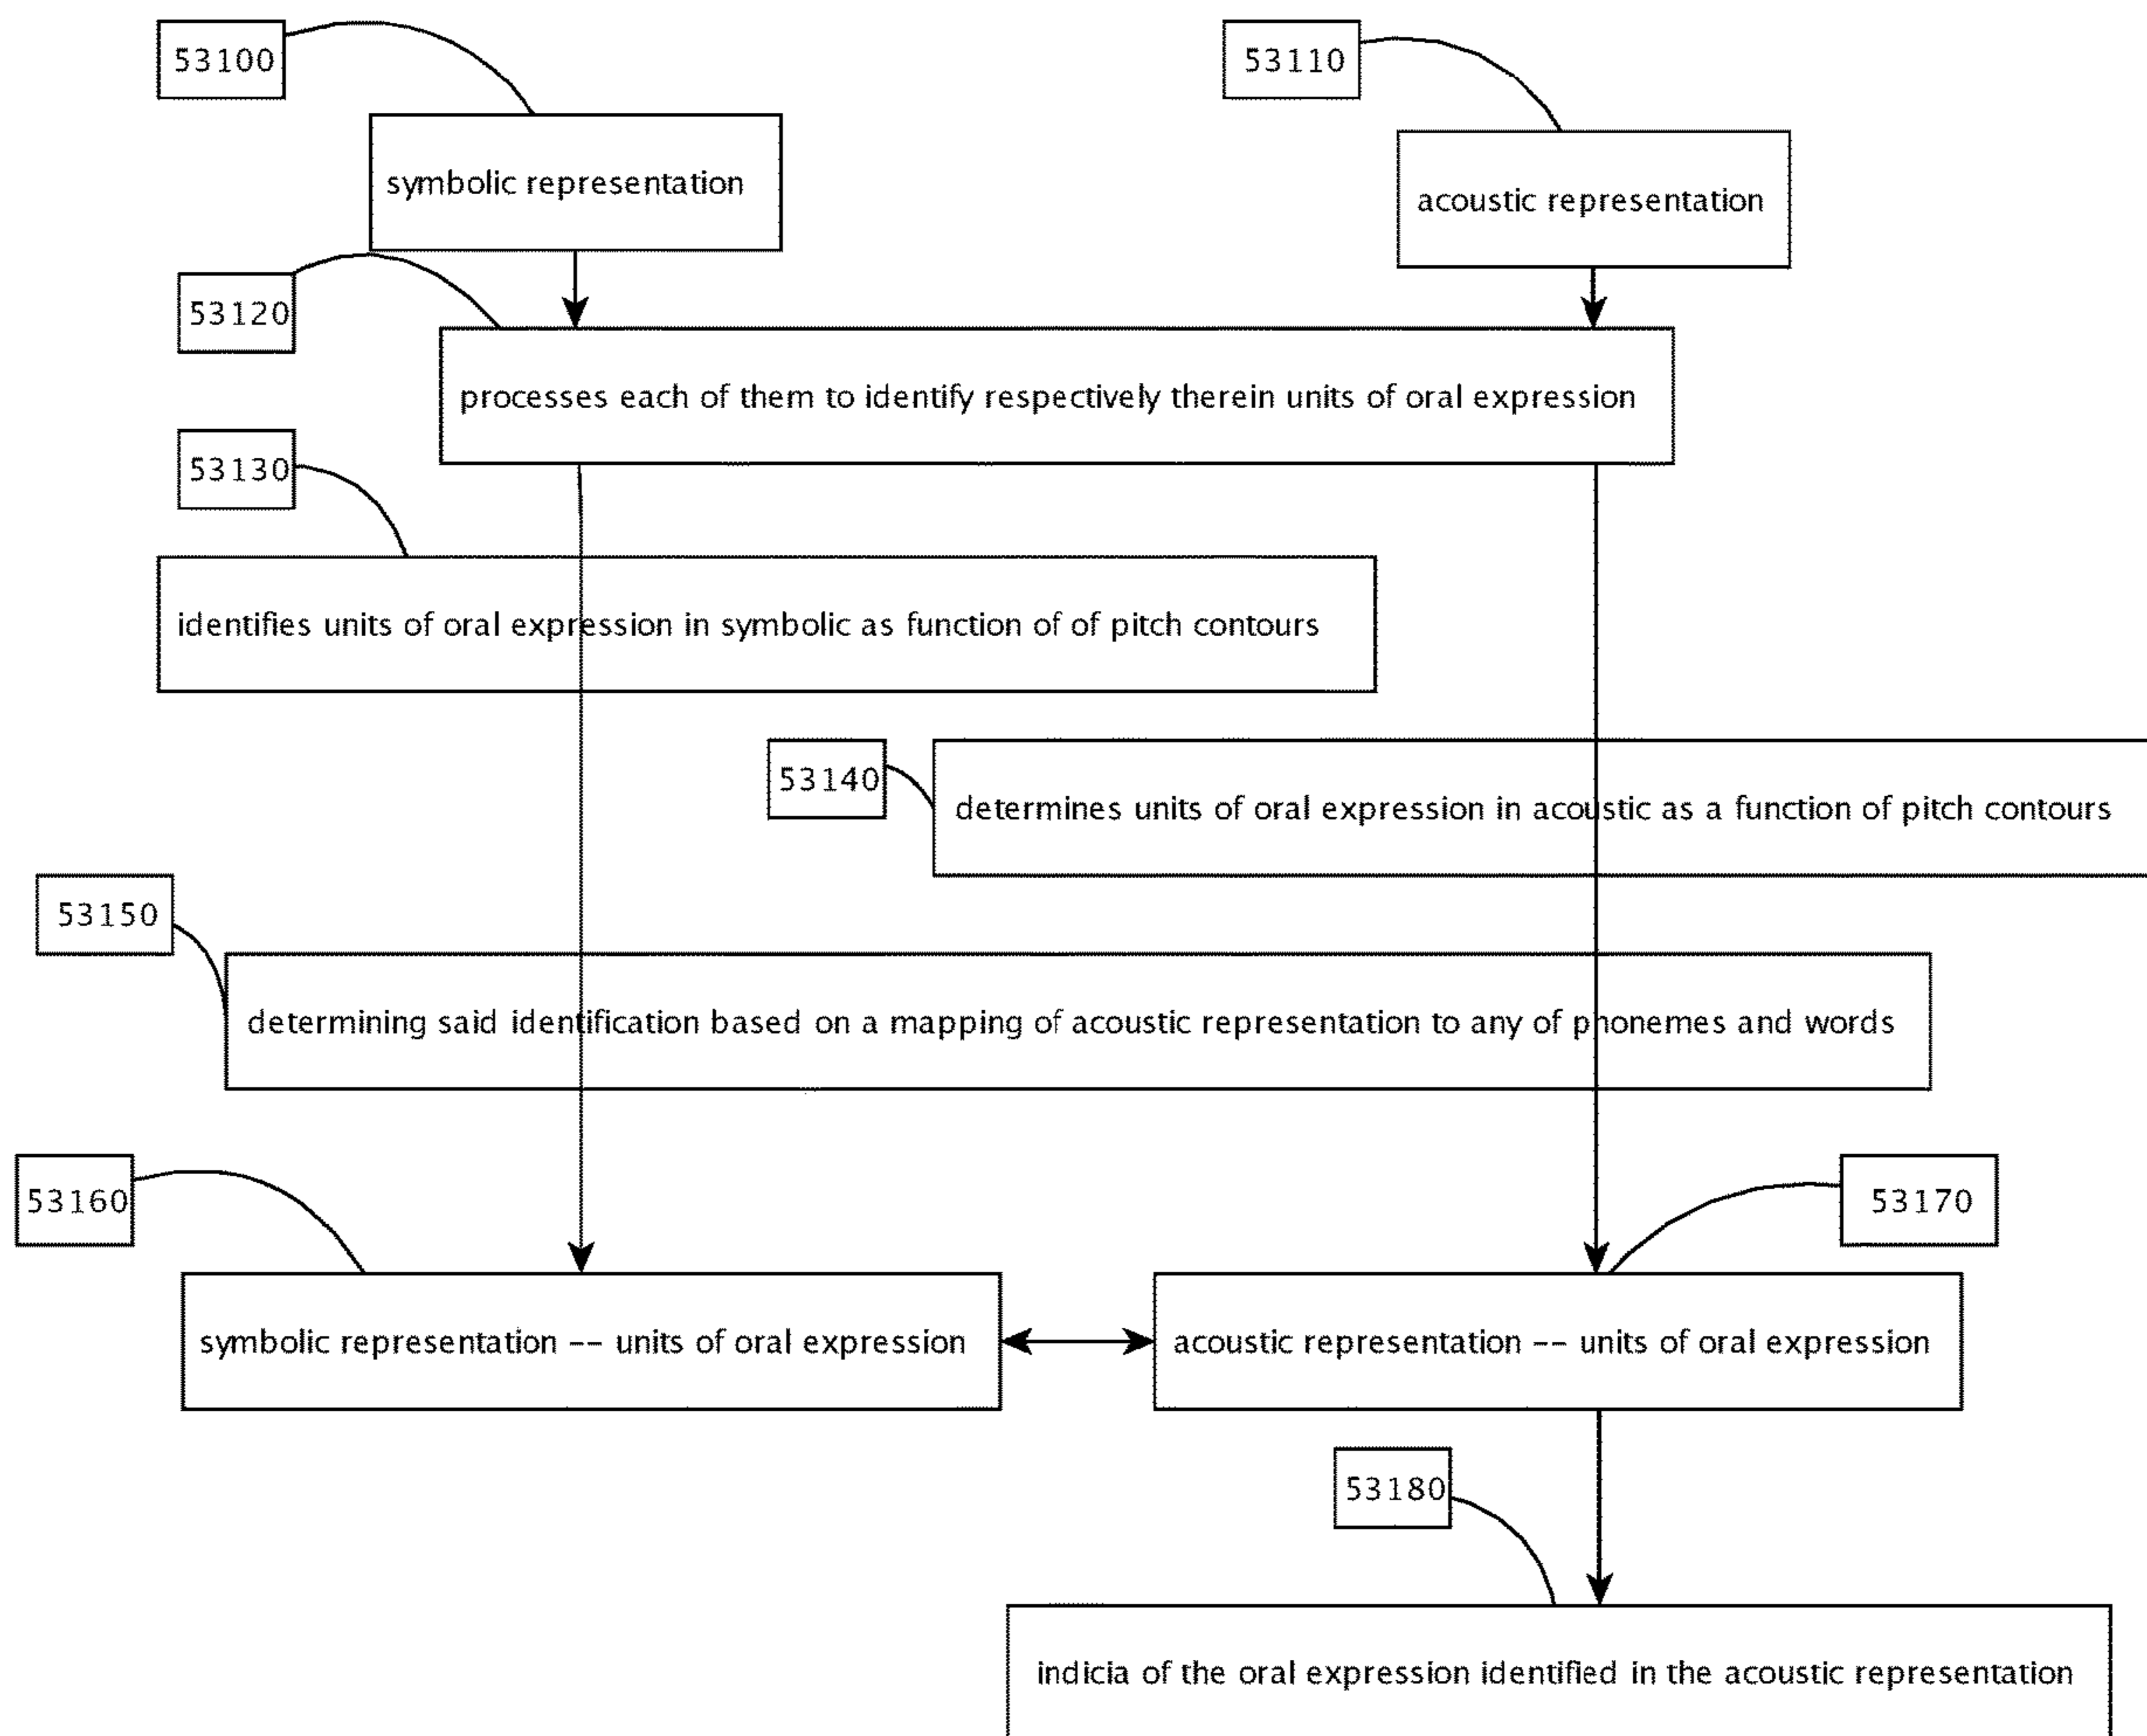 53100
53110
symbolic representation
acoustic representation
53120
processes each of them to identify respectively therein units of oral expression
53130
identifies units of oral expression in symbolic as function of of pitch contours
53140
determines units of oral expression in acoustic as a function of pitch contours
53150
determining said identification based on a mapping of acoustic representation to any of phonemes and words
53160
53170
symbolic representation -- units of oral expression
acoustic representation -- units of oral expression
53180
indicia of the oral expression identified in the acoustic representation